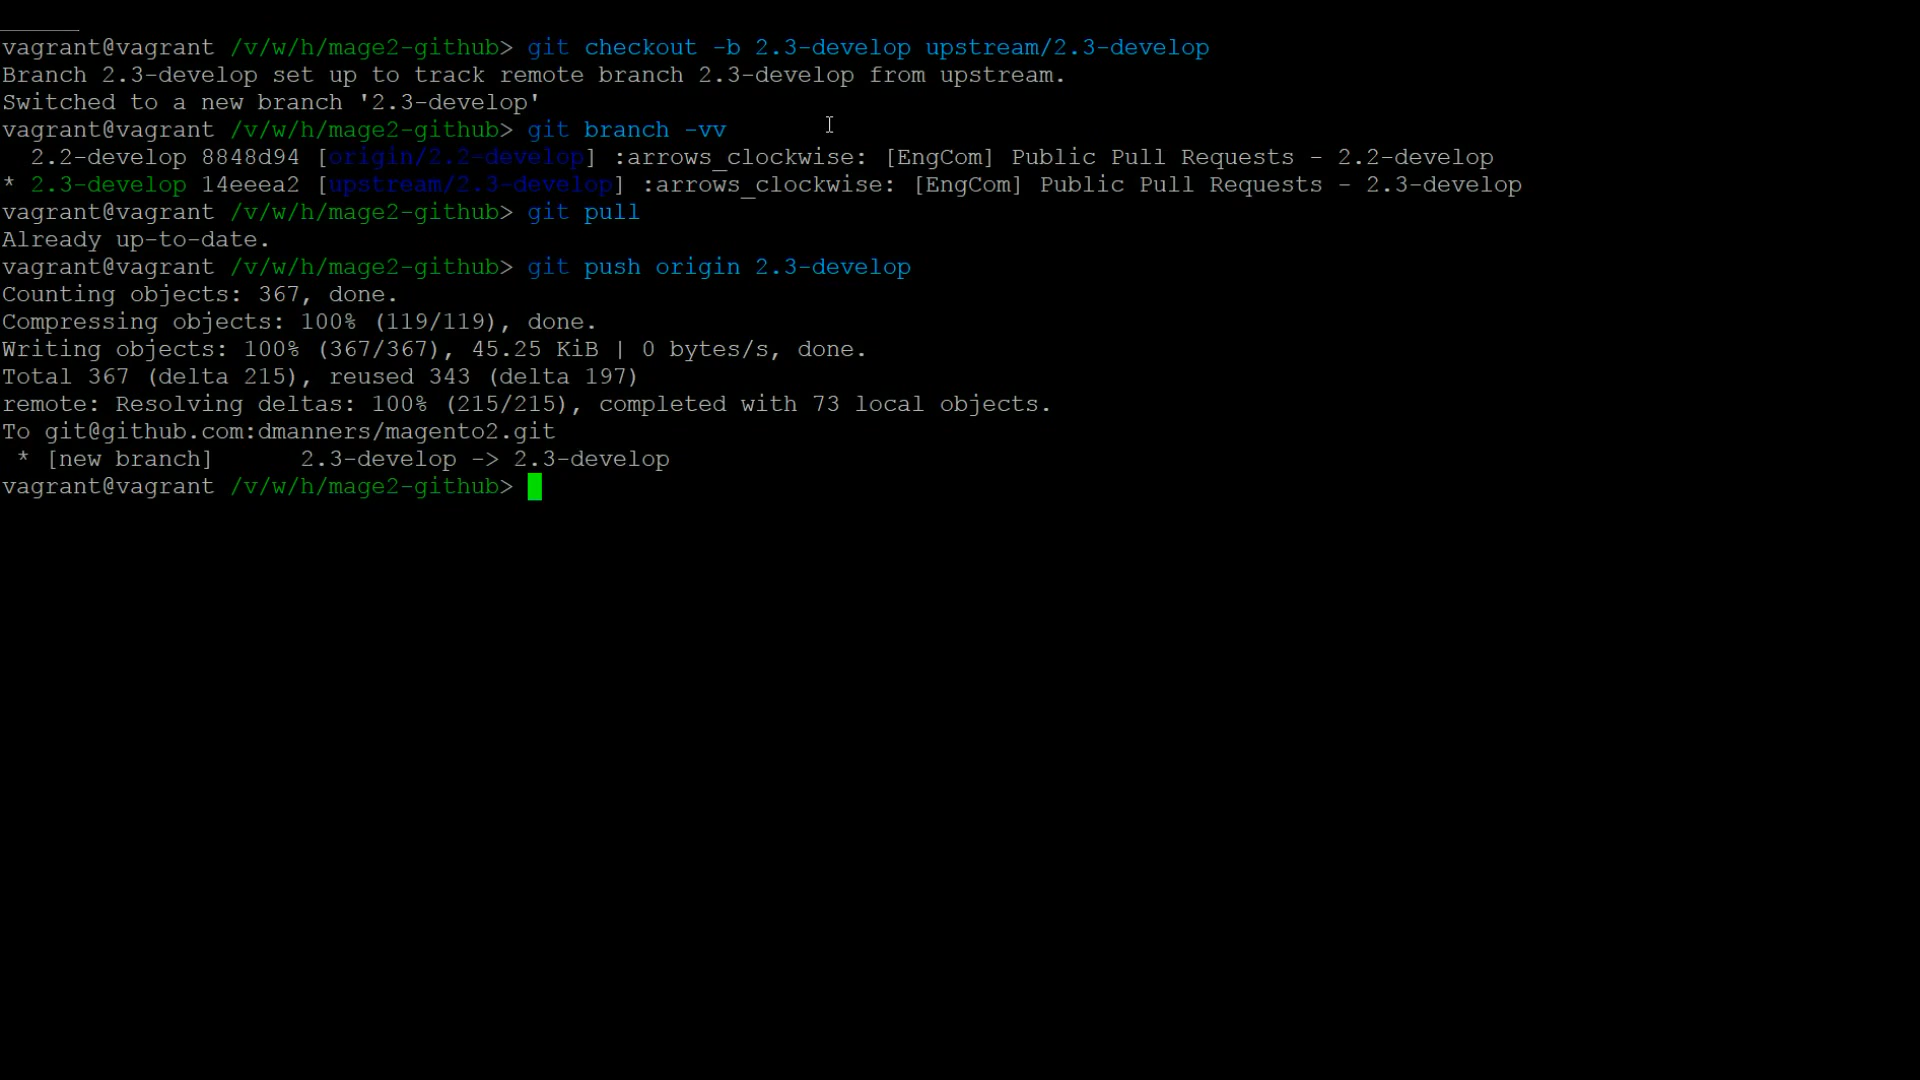 vagrant@vagrant /v/w/h/mage2-github> git checkout -b 2.3-develop upstream/2.3-develop
Branch 2.3-develop set up to track remote branch 2.3-develop from upstream.
Switched to a new branch '2.3-develop'
vagrant@vagrant /v/w/h/mage2-github> git branch -vv
  2.2-develop 8848d94 [origin/2.2-develop] :arrows_clockwise: [EngCom] Public Pull Requests - 2.2-develop
* 2.3-develop 14eeea2 [upstream/2.3-develop] :arrows_clockwise: [EngCom] Public Pull Requests - 2.3-develop
vagrant@vagrant /v/w/h/mage2-github> git pull
Already up-to-date.
vagrant@vagrant /v/w/h/mage2-github> git push origin 2.3-develop
Counting objects: 367, done.
Compressing objects: 100% (119/119), done.
Writing objects: 100% (367/367), 45.25 KiB | 0 bytes/s, done.
Total 367 (delta 215), reused 343 (delta 197)
remote: Resolving deltas: 100% (215/215), completed with 73 local objects.
To git@github.com:dmanners/magento2.git
 * [new branch]      2.3-develop -> 2.3-develop
vagrant@vagrant /v/w/h/mage2-github>